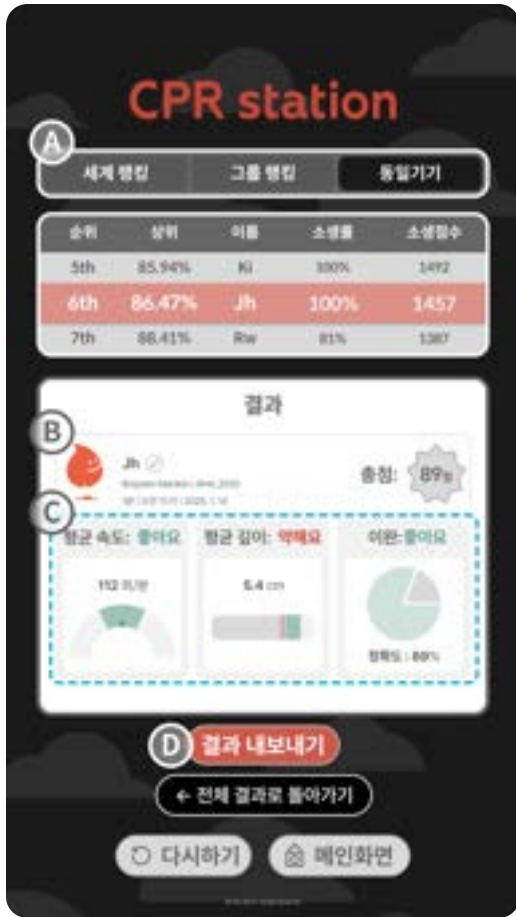 CPR station
A
세계 랭킹 그룹 랭킹 동일기기
순위 상위 이름 소생률 소생점수
5th 85.94% Ki 100% 1492
6th 86.47% Jh 100% 1457
7th 88.41% Rw 81% 1387
결과
B
Jh
총점: 89점
C
평균 속도: 좋아요 평균 깊이: 약해요 이완:좋아요
112 회/분 5.4 cm
정확도 : 89%
D 결과 내보내기
← 전체 결과로 돌아가기
다시하기 메인화면